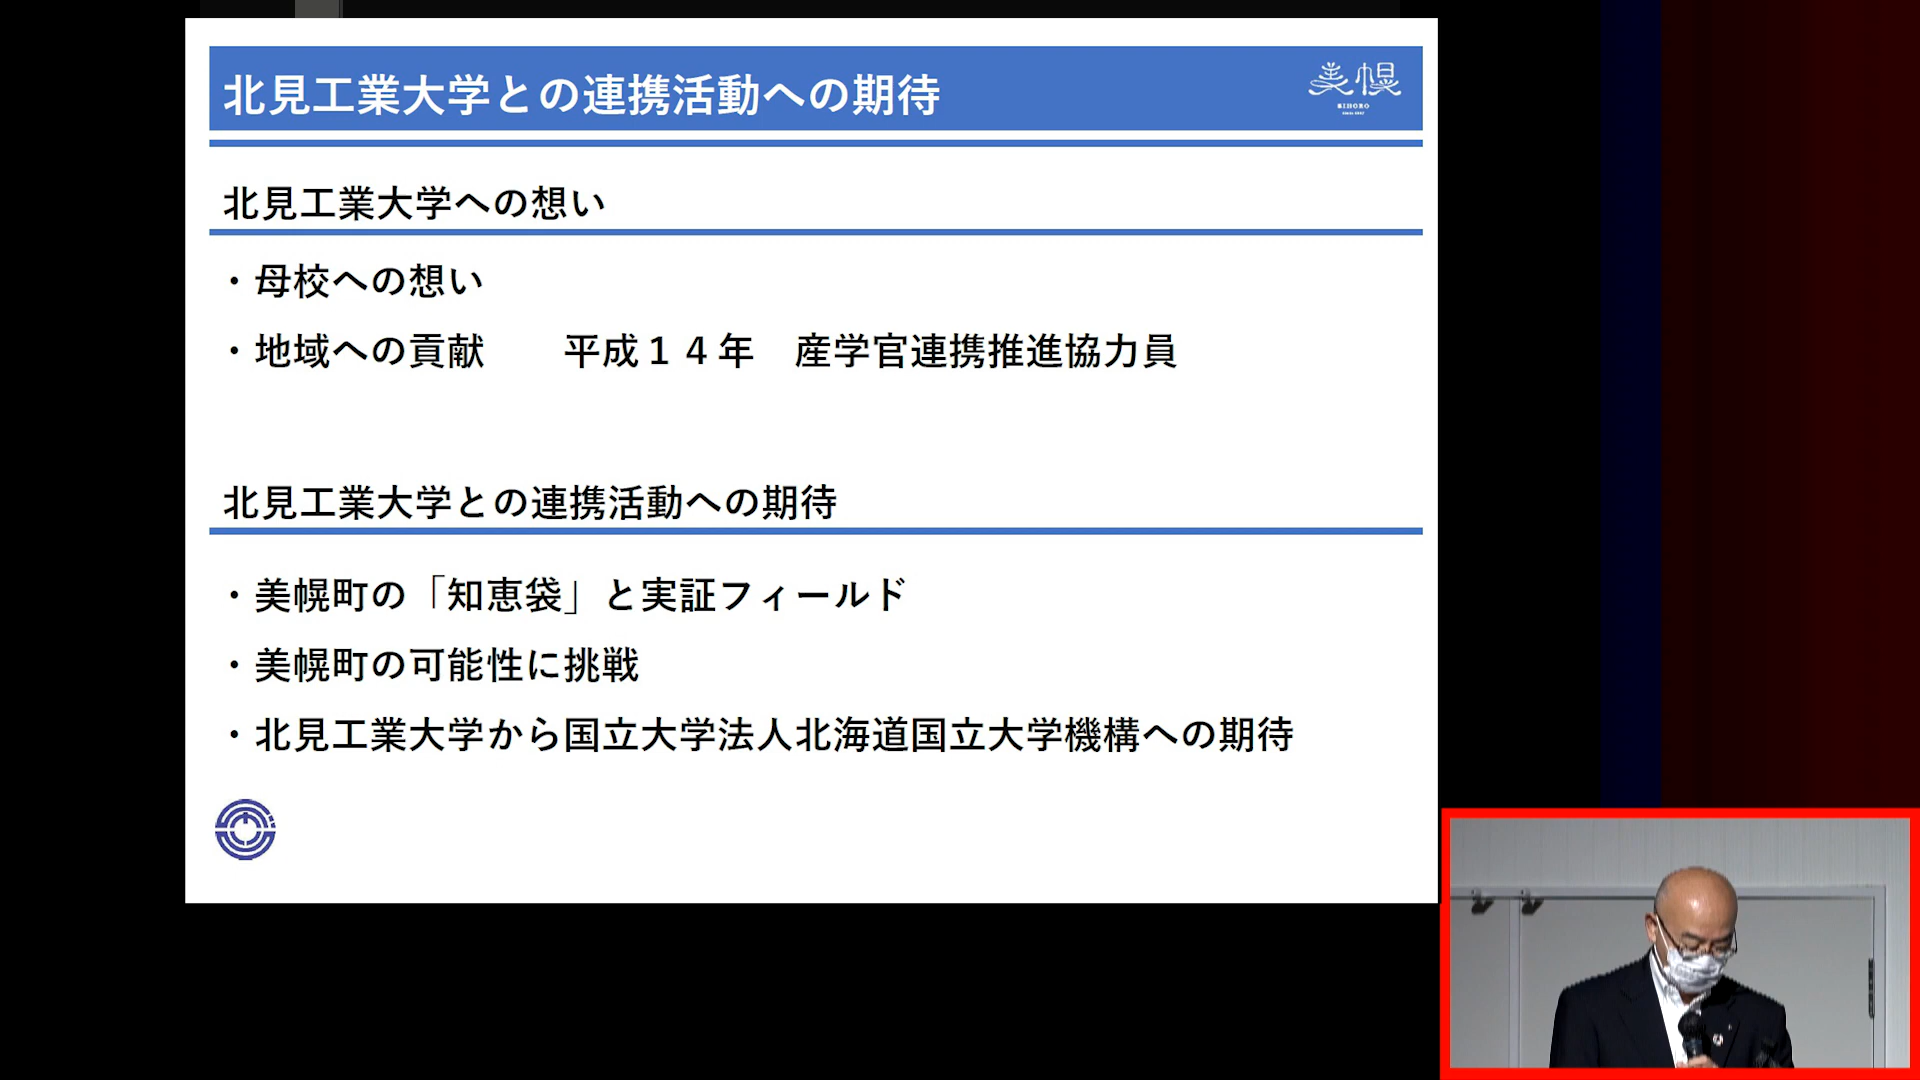 北見工業大学との連携活動への期待
美幌
BIHORO
北見工業大学への想い
・母校への想い
・地域への貢献　　平成１４年　産学官連携推進協力員
北見工業大学との連携活動への期待
・美幌町の「知恵袋」と実証フィールド
・美幌町の可能性に挑戦
・北見工業大学から国立大学法人北海道国立大学機構への期待